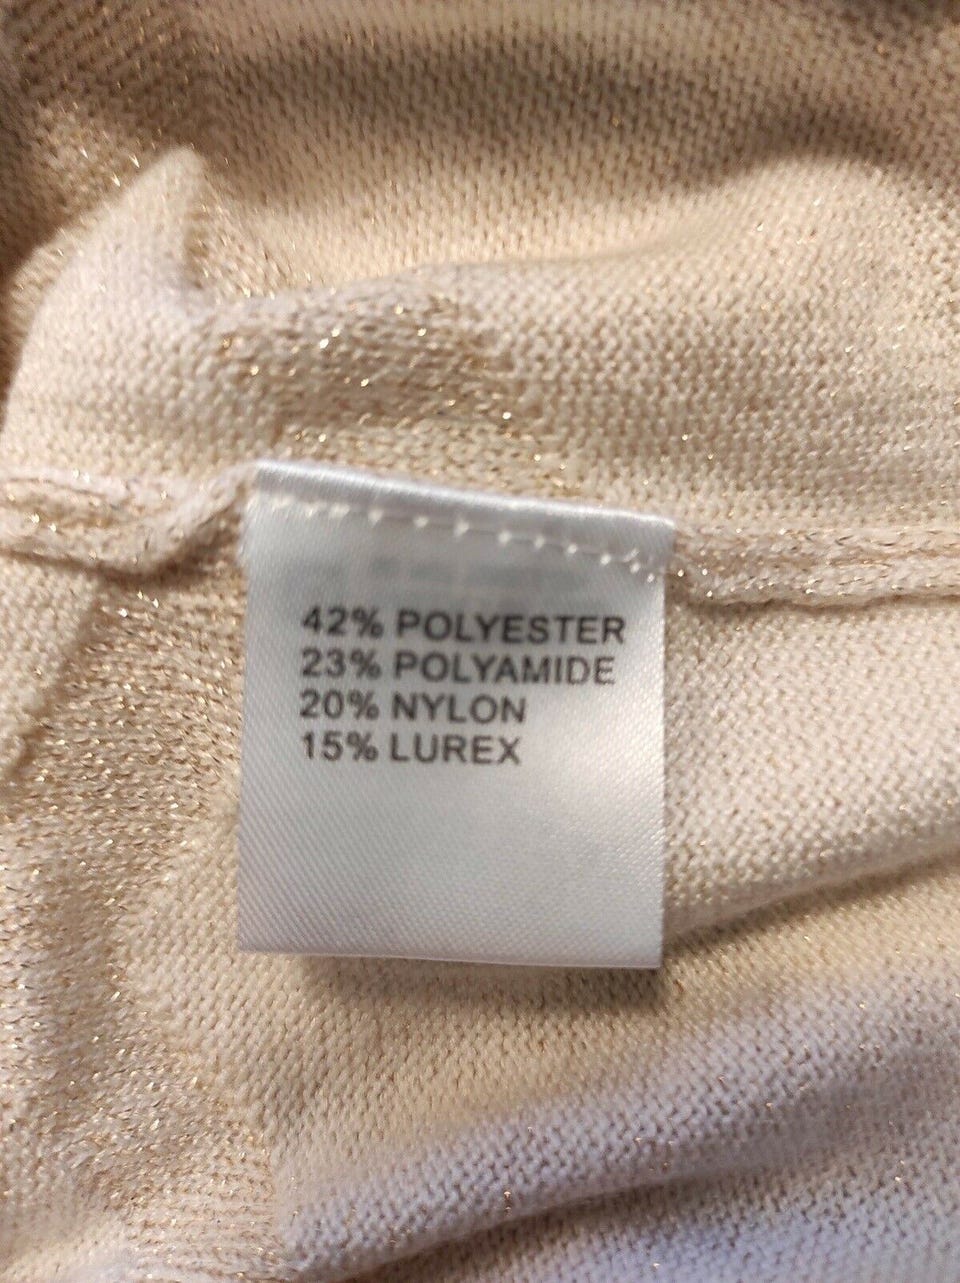 42% POLYESTER
23% POLYAMIDE
20% NYLON
15% LUREX